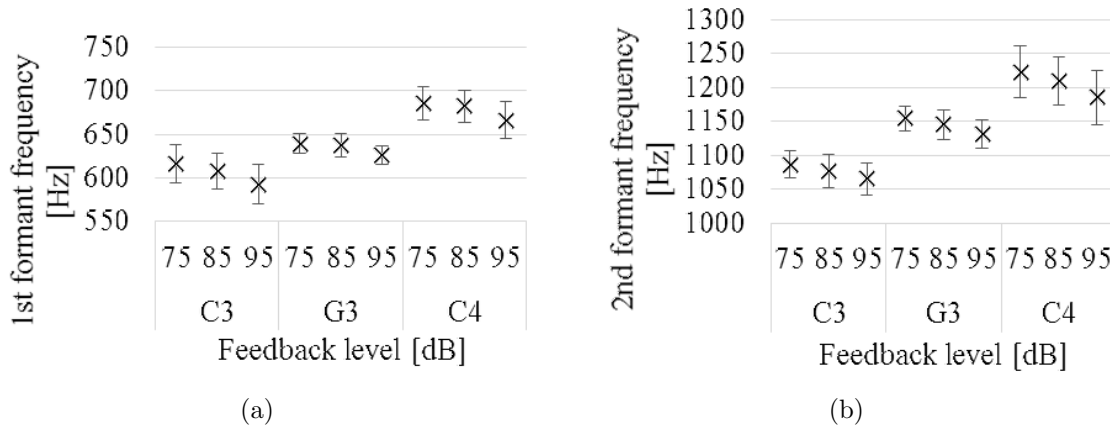 1st formant frequency
[Hz]
750
700
650
600
550
75 85 95 75 85 95 75 85 95
C3 G3 C4
Feedback level [dB]
(a)
2nd formant frequency
[Hz]
1300
1250
1200
1150
1100
1050
1000
75 85 95 75 85 95 75 85 95
C3 G3 C4
Feedback level [dB]
(b)